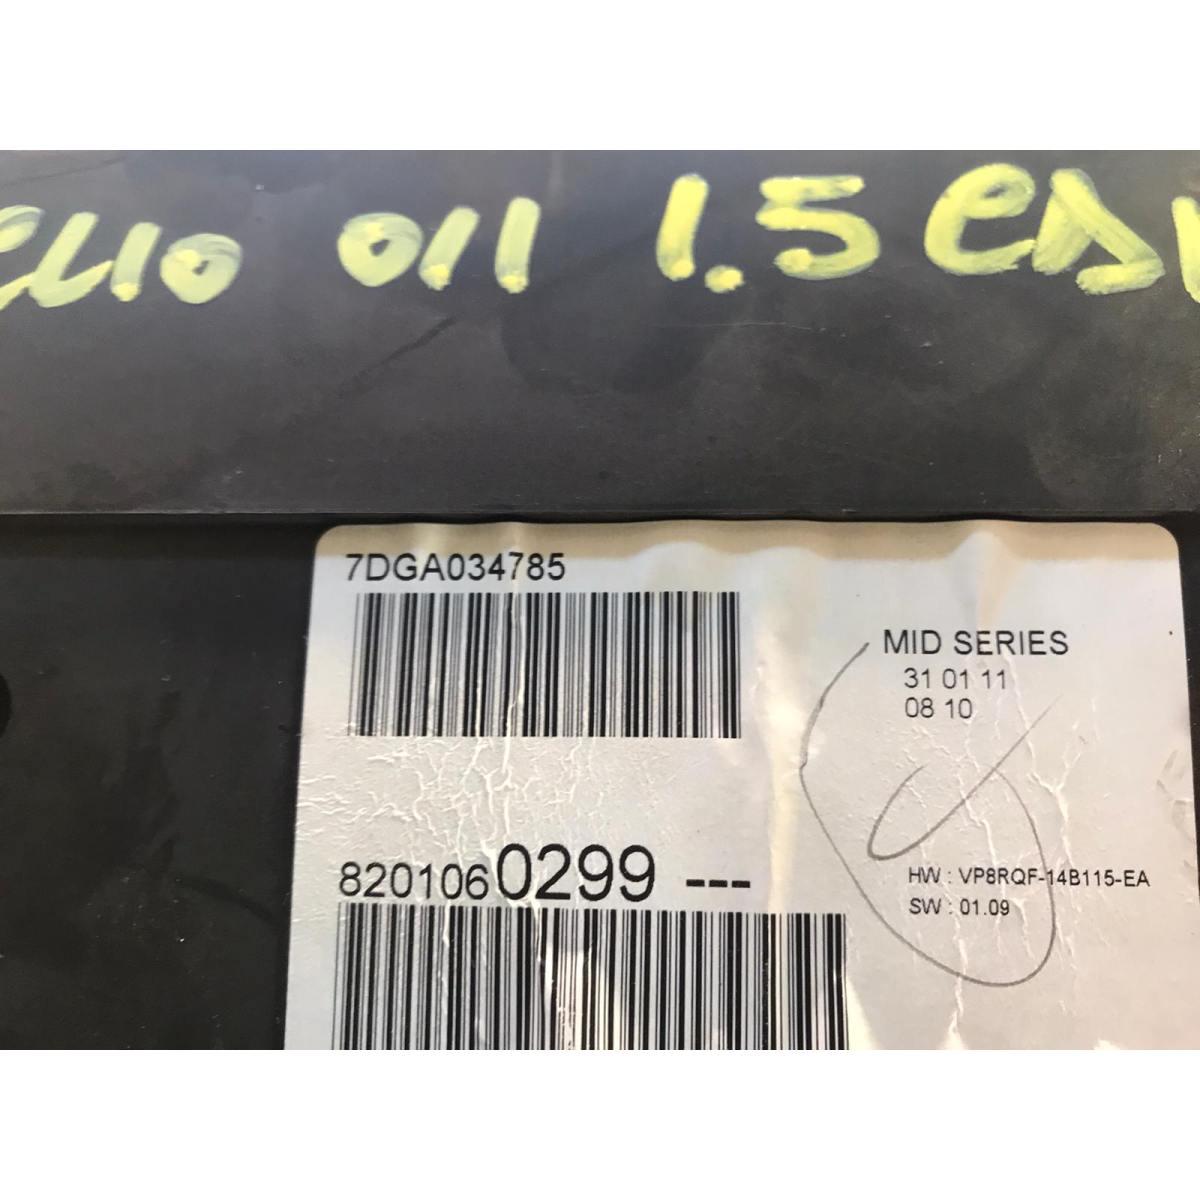 CLIO 011 1.5
7DGA034785
MID SERIES
31 01 11
08 10
8201060299 ---
HW : VP8RQF-14B115-EA
SW : 01.09